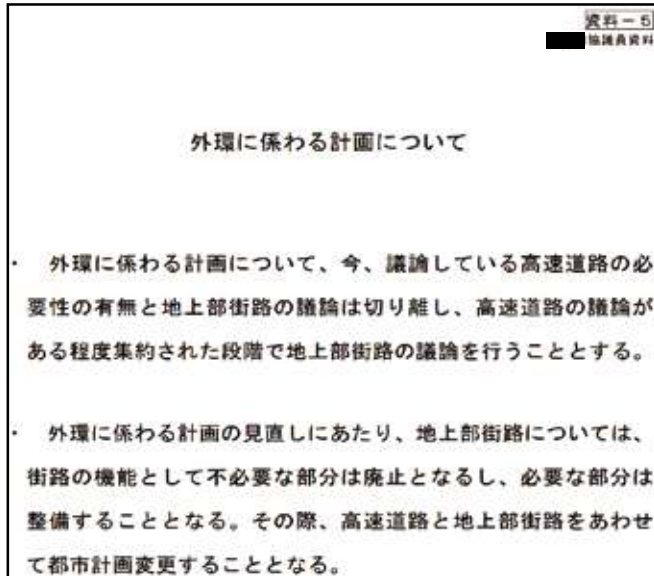 資料－5
協議員資料
外環に係わる計画について
・　外環に係わる計画について、今、議論している高速道路の必
要性の有無と地上部街路の議論は切り離し、高速道路の議論が
ある程度集約された段階で地上部街路の議論を行うこととする。
・　外環に係わる計画の見直しにあたり、地上部街路については、
街路の機能として不必要な部分は廃止となるし、必要な部分は
整備することとなる。その際、高速道路と地上部街路をあわせ
て都市計画変更することとなる。